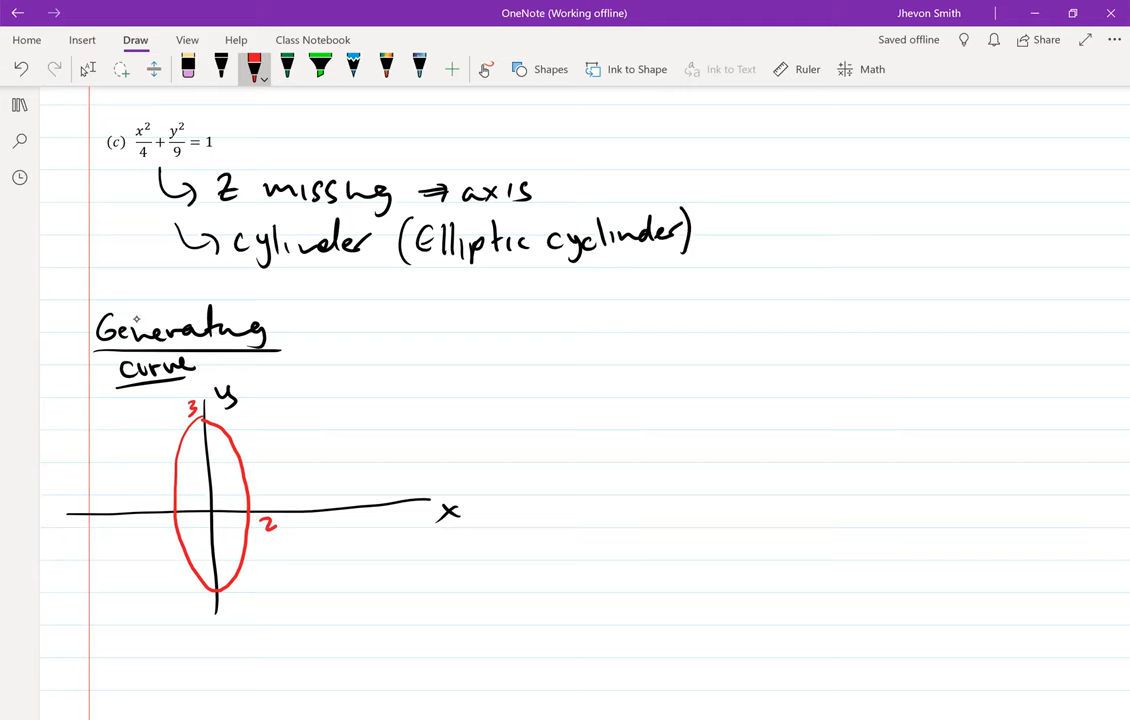 OneNote (Working offline)
Jhevon Smith
Home Insert Draw View Help Class Notebook
Saved offline Share
Shapes Ink to Shape Ink to Text Ruler Math
(c) x²/4 + y²/9 = 1
↳ Z missing ⇒ axis
↳ cylinder (Elliptic cyclinder)
Generating
curve
y
3
x
2